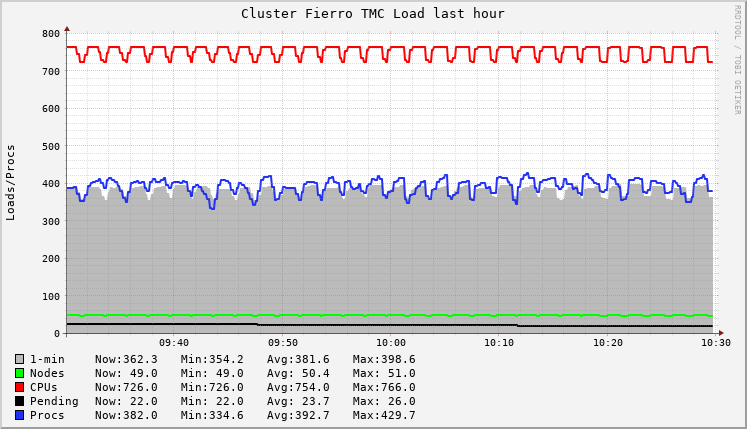 Cluster Fierro TMC Load last hour
RRDTOOL / TOBI OETIKER
Loads/Procs
800
700
600
500
400
300
200
100
0
09:40 09:50 10:00 10:10 10:20 10:30
1-min Now:362.3 Min:354.2 Avg:381.6 Max:398.6
Nodes Now: 49.0 Min: 49.0 Avg: 50.4 Max: 51.0
CPUs Now:726.0 Min:726.0 Avg:754.0 Max:766.0
Pending Now: 22.0 Min: 22.0 Avg: 23.7 Max: 26.0
Procs Now:382.0 Min:334.6 Avg:392.7 Max:429.7